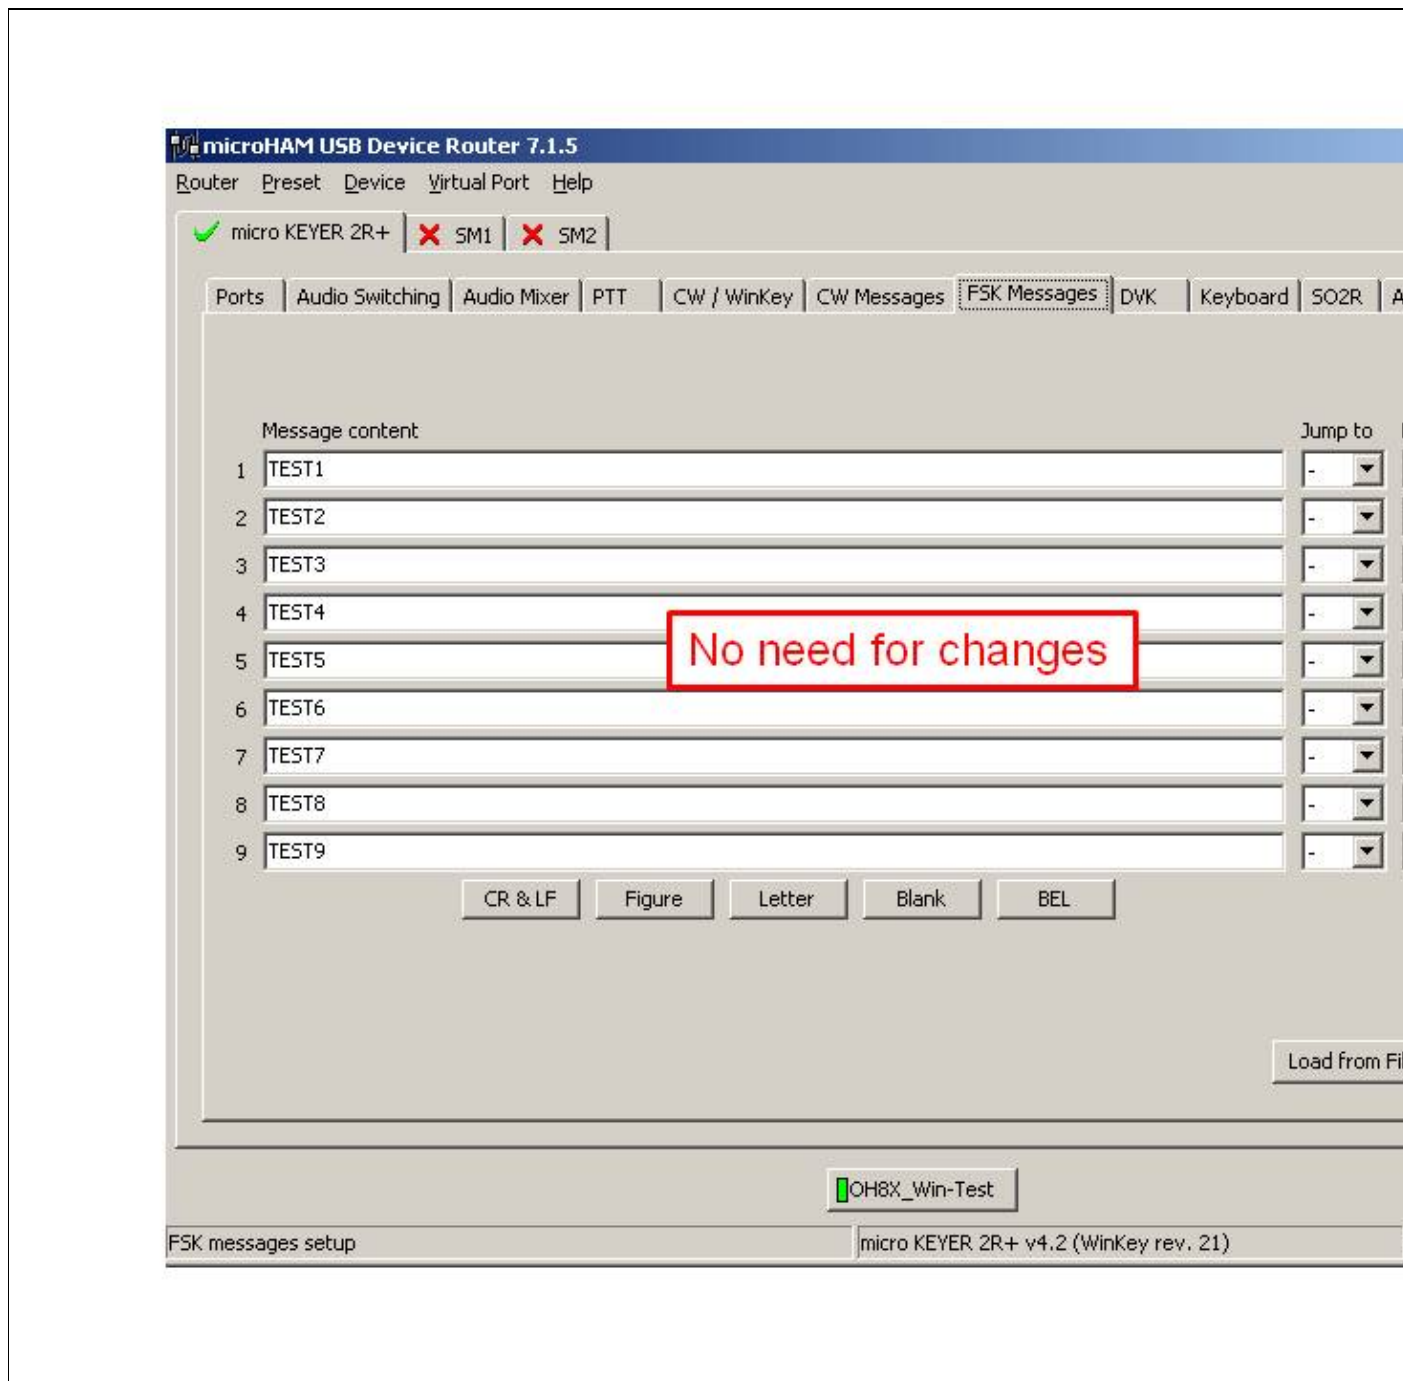 microHAM USB Device Router 7.1.5
Router Preset Device Virtual Port Help
micro KEYER 2R+ SM1 SM2
Ports Audio Switching Audio Mixer PTT CW / WinKey CW Messages FSK Messages DVK Keyboard SO2R A
Message content Jump to
1 TEST1 -
2 TEST2 -
3 TEST3 -
4 TEST4 -
No need for changes
5 TEST5 -
6 TEST6 -
7 TEST7 -
8 TEST8 -
9 TEST9 -
CR & LF Figure Letter Blank BEL
Load from Fi
OH8X_Win-Test
FSK messages setup micro KEYER 2R+ v4.2 (WinKey rev. 21)